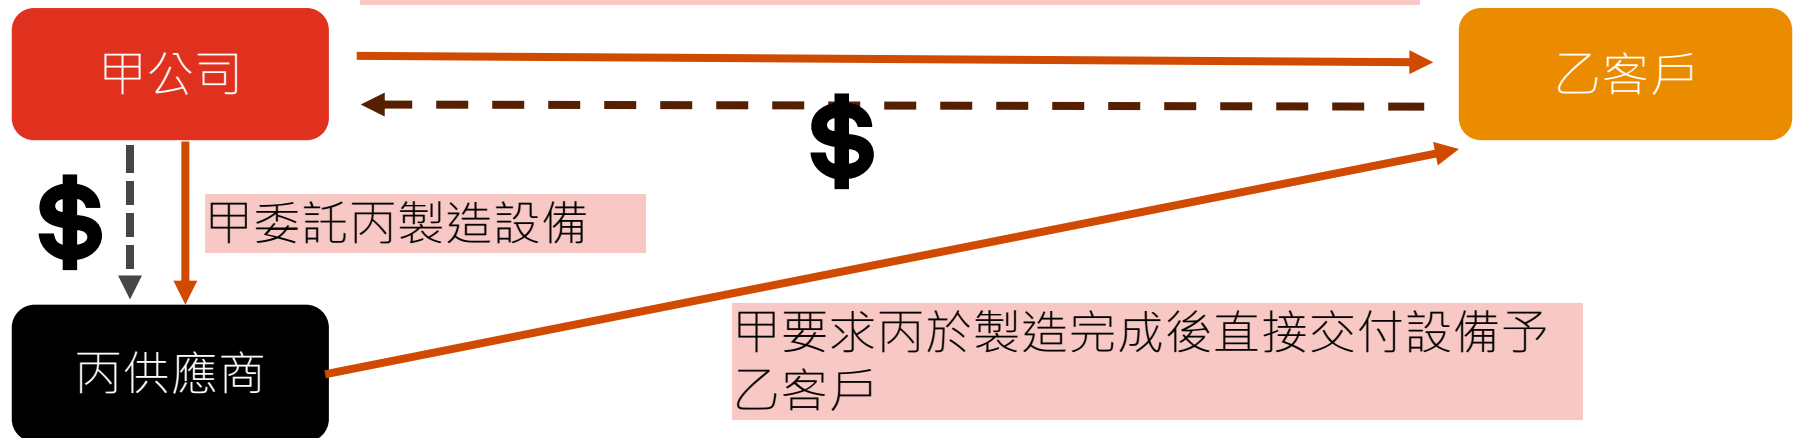 甲公司
乙客戶
$
$
甲委託丙製造設備
甲要求丙於製造完成後直接交付設備予
乙客戶
丙供應商